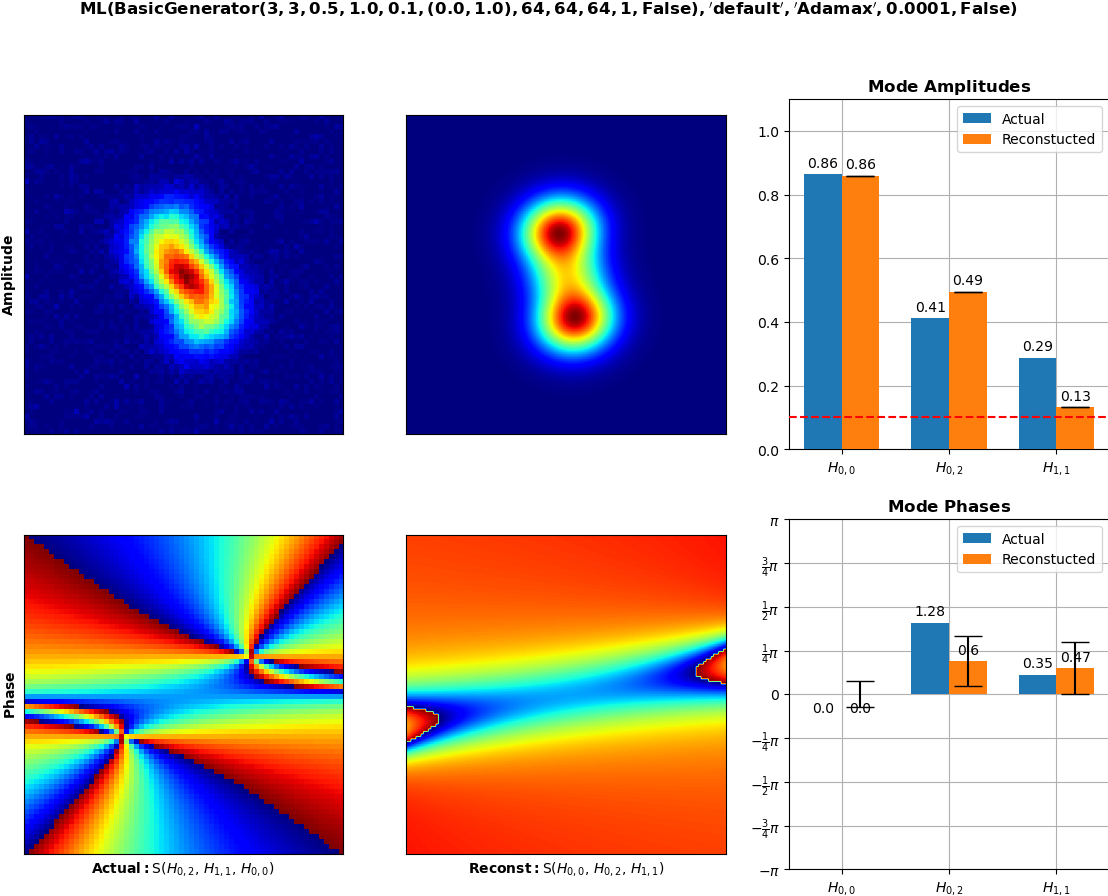 ML(BasicGenerator(3, 3, 0.5, 1.0, 0.1, (0.0, 1.0), 64, 64, 64, 1, False), ′default′, ′Adamax′, 0.0001, False)
Amplitude
Mode Amplitudes
Actual
Reconstucted
1.0
0.8
0.6
0.4
0.2
0.0
0.86 0.86
0.41 0.49
0.29 0.13
H0,0 H0,2 H1,1
Phase
Actual: S(H0,2, H1,1, H0,0)
Reconst: S(H0,0, H0,2, H1,1)
Mode Phases
Actual
Reconstucted
π
3/4π
1/2π
1/4π
0
−1/4π
−1/2π
−3/4π
−π
0.0 0.0
1.28 0.6
0.35 0.47
H0,0 H0,2 H1,1